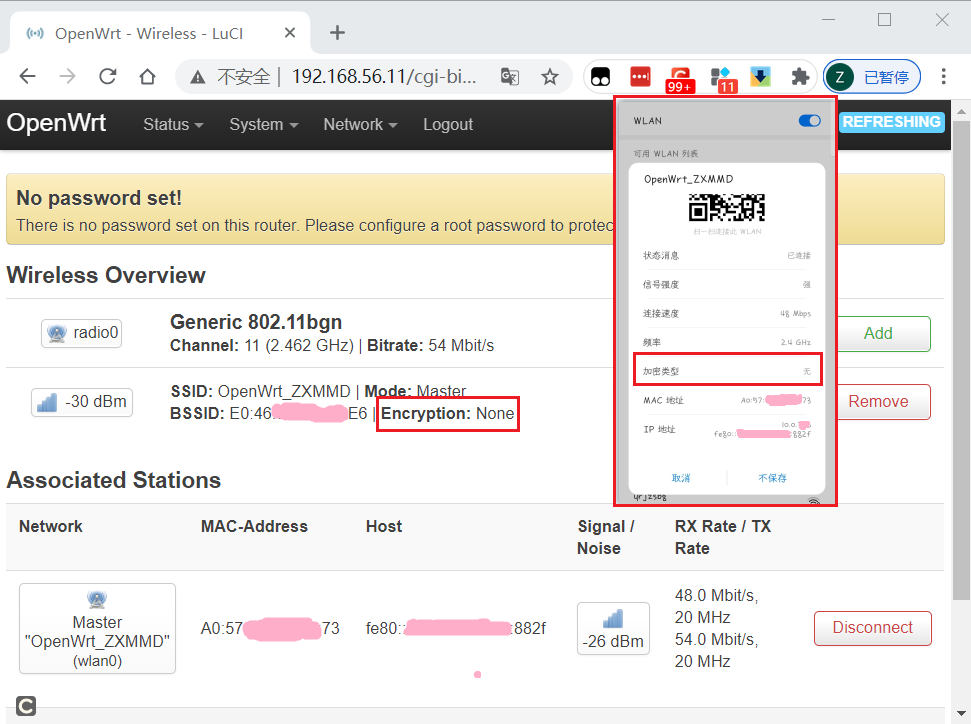 OpenWrt - Wireless - LuCI
不安全 | 192.168.56.11/cgi-bi...
99+
11
Z 已暂停
OpenWrt Status System Network Logout
REFRESHING
No password set!
There is no password set on this router. Please configure a root password to protec
Wireless Overview
radio0
Generic 802.11bgn
Channel: 11 (2.462 GHz) | Bitrate: 54 Mbit/s
Add
-30 dBm
SSID: OpenWrt_ZXMMD | Mode: Master
BSSID: E0:46 E6 | Encryption: None
Remove
WLAN
可用 WLAN 列表
OpenWrt_ZXMMD
扫一扫连接此 WLAN
状态消息 已连接
信号强度 强
连接速度 48 Mbps
频率 2.4 GHz
加密类型 无
MAC 地址 A0:57: 73
IP 地址 10.0.
fe80:: :882f
取消 不保存
Associated Stations
Network MAC-Address Host Signal / Noise RX Rate / TX Rate
Master
"OpenWrt_ZXMMD"
(wlan0)
A0:57 73
fe80:: :882f
-26 dBm
48.0 Mbit/s,
20 MHz
54.0 Mbit/s,
20 MHz
Disconnect
C